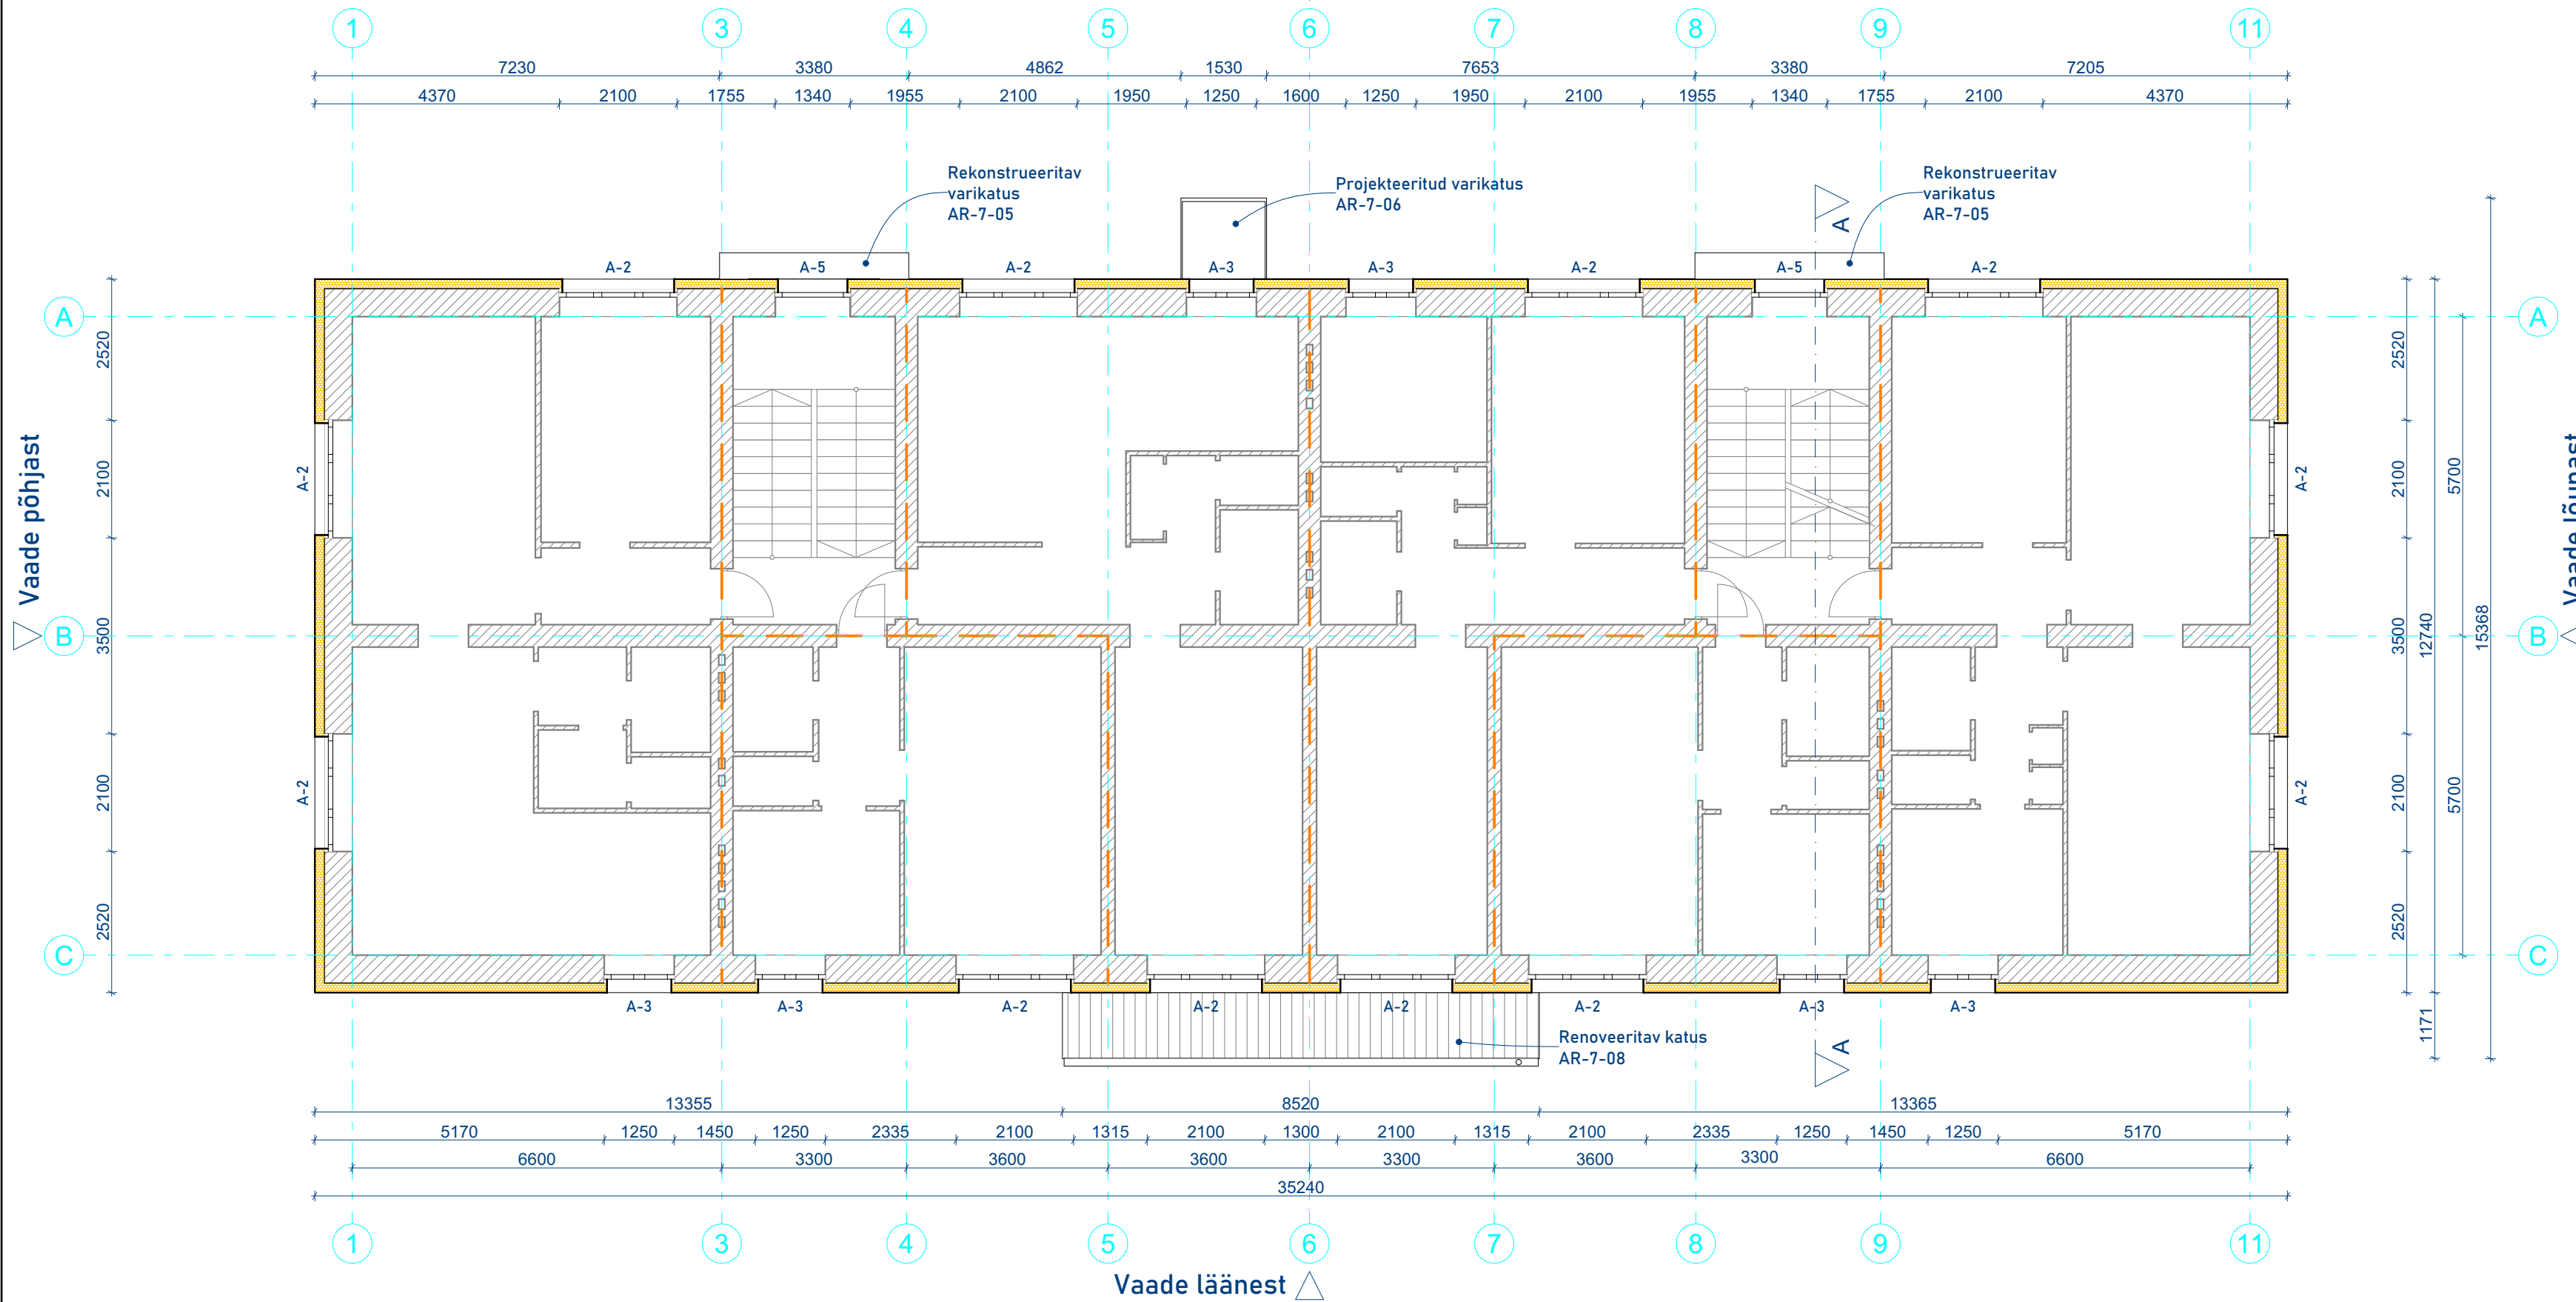 1 3 4 5 6 7 8 9 11
7230 3380 4862 1530 7653 3380 7205
4370 2100 1755 1340 1955 2100 1950 1250 1600 1250 1950 2100 1955 1340 1755 2100 4370
Rekonstrueeritav
varikatus
AR-7-05
Projekteeritud varikatus
AR-7-06
Rekonstrueeritav
varikatus
AR-7-05
A
A-2 A-5 A-2 A-3 A-3 A-2 A-5 A-2
A A
B B
C C
Vaade põhjast
2520
2100
3500
2100
2520
A-2
A-2
A-2
A-2
2520
2100
3500
2100
2520
12740
1171
5700
5700
15368
A-3 A-3 A-2 A-2 A-2 A-2 A-3 A-3
Renoveeritav katus
AR-7-08
A
13355 8520 13365
5170 1250 1450 1250 2335 2100 1315 2100 1300 2100 1315 2100 2335 1250 1450 1250 5170
6600 3300 3600 3600 3300 3600 3300 6600
35240
1 3 4 5 6 7 8 9 11
Vaade läänest